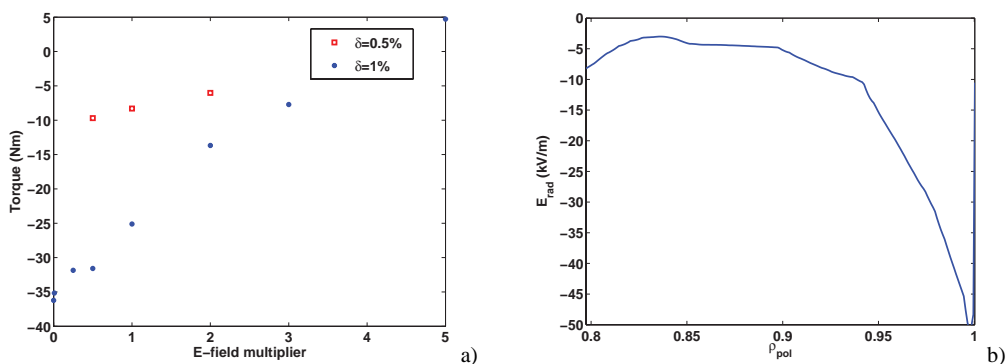 5
0
−5
−10
−15
−20
−25
−30
−35
−40
Torque (Nm)
0 1 2 3 4 5
E−field multiplier
δ=0.5%
δ=1%
a)
0
−5
−10
−15
−20
−25
−30
−35
−40
−45
−50
E_rad (kV/m)
0.8 0.85 0.9 0.95 1
ρ_pol
b)